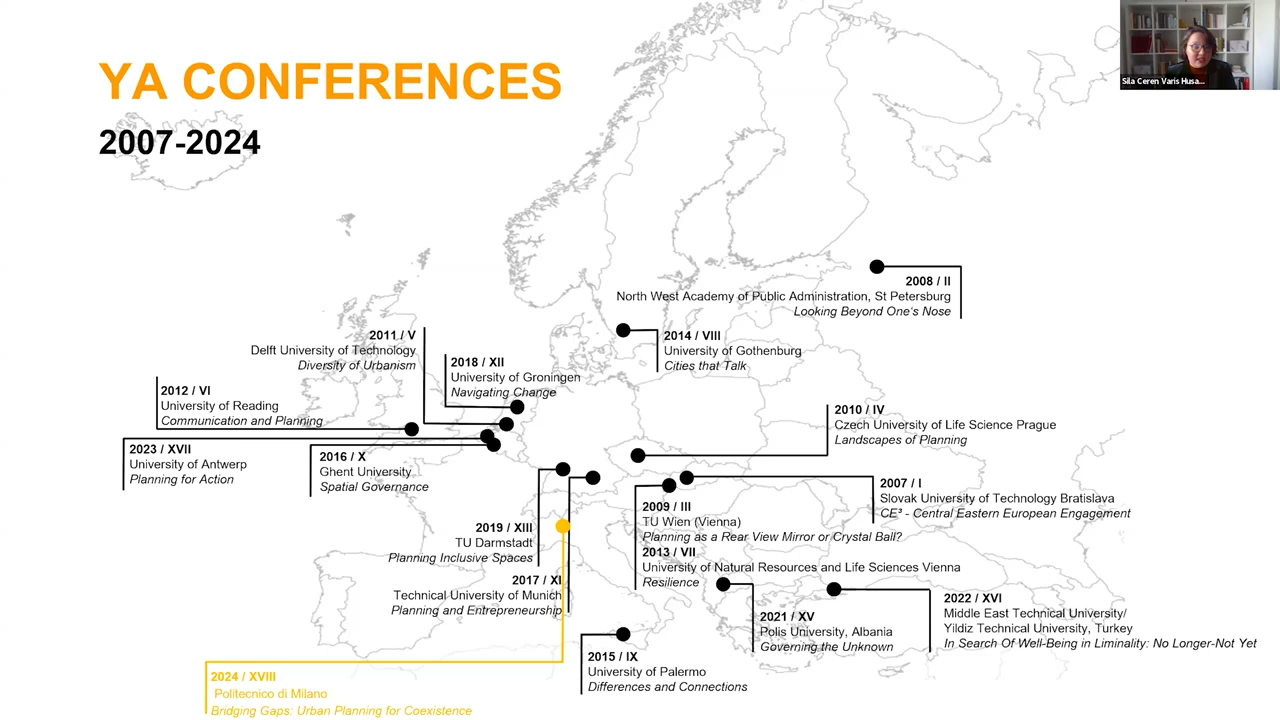 YA CONFERENCES
2007-2024
Sila Ceren Varis Husa...
2008 / II
North West Academy of Public Administration, St Petersburg
Looking Beyond One's Nose
2011 / V
Delft University of Technology
Diversity of Urbanism
2014 / VIII
University of Gothenburg
Cities that Talk
2018 / XII
University of Groningen
Navigating Change
2012 / VI
University of Reading
Communication and Planning
2010 / IV
Czech University of Life Science Prague
Landscapes of Planning
2023 / XVII
University of Antwerp
Planning for Action
2016 / X
Ghent University
Spatial Governance
2007 / I
Slovak University of Technology Bratislava
CE³ - Central Eastern European Engagement
2009 / III
TU Wien (Vienna)
Planning as a Rear View Mirror or Crystal Ball?
2013 / VII
University of Natural Resources and Life Sciences Vienna
Resilience
2019 / XIII
TU Darmstadt
Planning Inclusive Spaces
2017 / XI
Technical University of Munich
Planning and Entrepreneurship
2021 / XV
Polis University, Albania
Governing the Unknown
2022 / XVI
Middle East Technical University/
Yildiz Technical University, Turkey
In Search Of Well-Being in Liminality: No Longer-Not Yet
2015 / IX
University of Palermo
Differences and Connections
2024 / XVIII
Politecnico di Milano
Bridging Gaps: Urban Planning for Coexistence